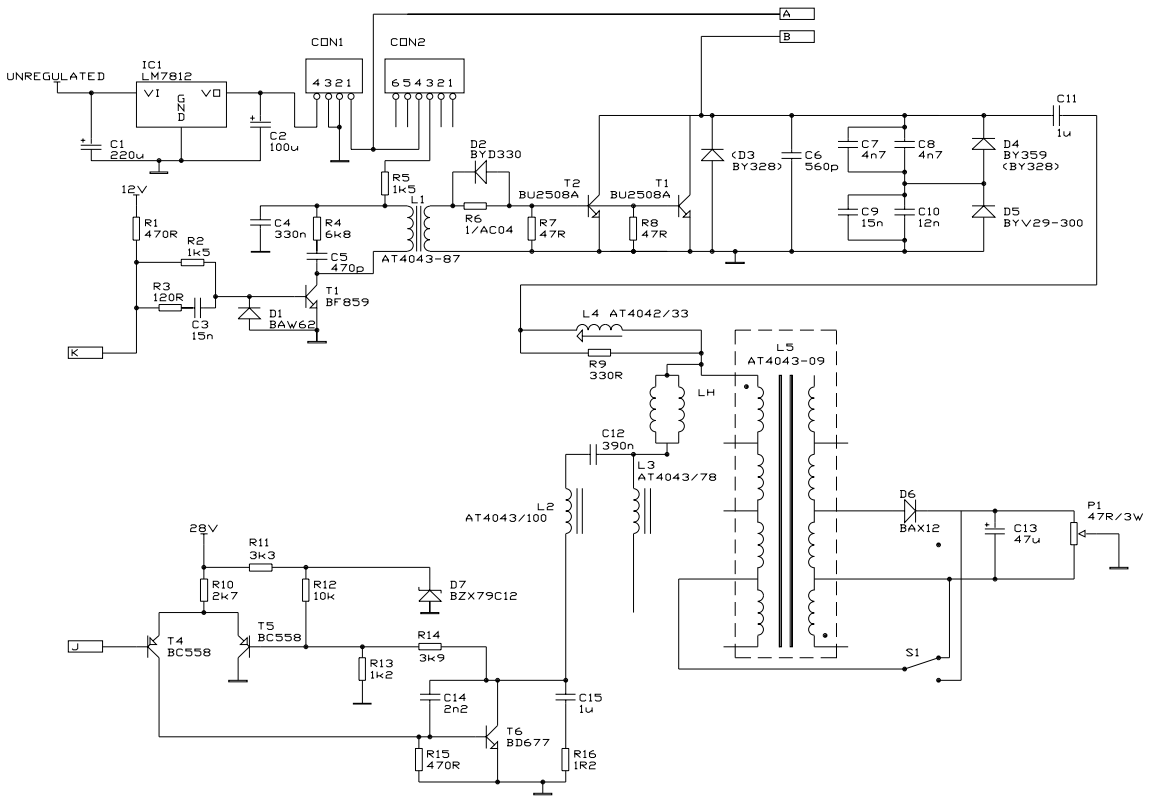 A
B
CON1
CON2
IC1
LM7812
UNREGULATED
VI
GND
VO
4321
654321
C1
220u
C2
100u
C11
1u
D2
BYD330
(D3
BY328)
C6
560p
C7
4n7
C8
4n7
D4
BY359
(BY328)
T2
BU2508A
T1
BU2508A
R5
1k5
L1
12V
R1
470R
C4
330n
R4
6k8
R6
1/AC04
R7
47R
R8
47R
C9
15n
C10
12n
D5
BYV29-300
R2
1k5
C5
470p
AT4043-87
R3
120R
C3
15n
T1
BF859
D1
BAW62
K
L4 AT4042/33
R9
330R
L5
AT4043-09
LH
C12
390n
L3
AT4043/78
L2
AT4043/100
D6
BAX12
C13
47u
P1
47R/3W
28V
R11
3k3
R10
2k7
R12
10k
D7
BZX79C12
J
T4
BC558
T5
BC558
R14
3k9
R13
1k2
S1
C14
2n2
C15
1u
T6
BD677
R15
470R
R16
1R2